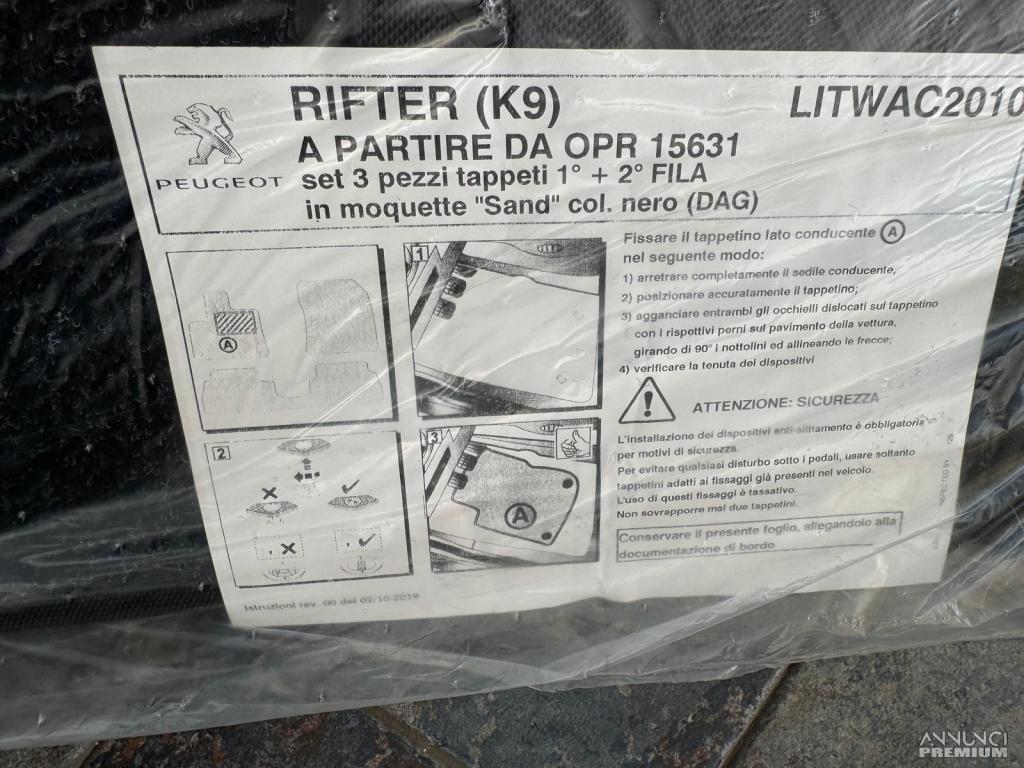 RIFTER (K9)
LITWAC2010
A PARTIRE DA OPR 15631
PEUGEOT
set 3 pezzi tappeti 1° + 2° FILA
in moquette "Sand" col. nero (DAG)
Fissare il tappetino lato conducente A
nel seguente modo:
1) arretrare completamente il sedile conducente,
2) posizionare accuratamente il tappetino;
3) agganciare entrambi gli occhielli dislocati sul tappetino
con i rispettivi perni sul pavimento della vettura,
girando di 90° i nottolini ed allineando le frecce;
4) verificare la tenuta dei dispositivi
A
1
2
3
A
ATTENZIONE: SICUREZZA
L'installazione dei dispositivi anti-slittamento è obbligatoria
per motivi di sicurezza.
Per evitare qualsiasi disturbo sotto i pedali, usare soltanto
tappetini adatti ai fissaggi già presenti nel veicolo.
L'uso di questi fissaggi è tassativo.
Non sovrapporre mai due tappetini.
Conservare il presente foglio, allegandolo alla
documentazione di bordo
Istruzioni rev. 00 del 02/10/2019
ANNUNCI
PREMIUM